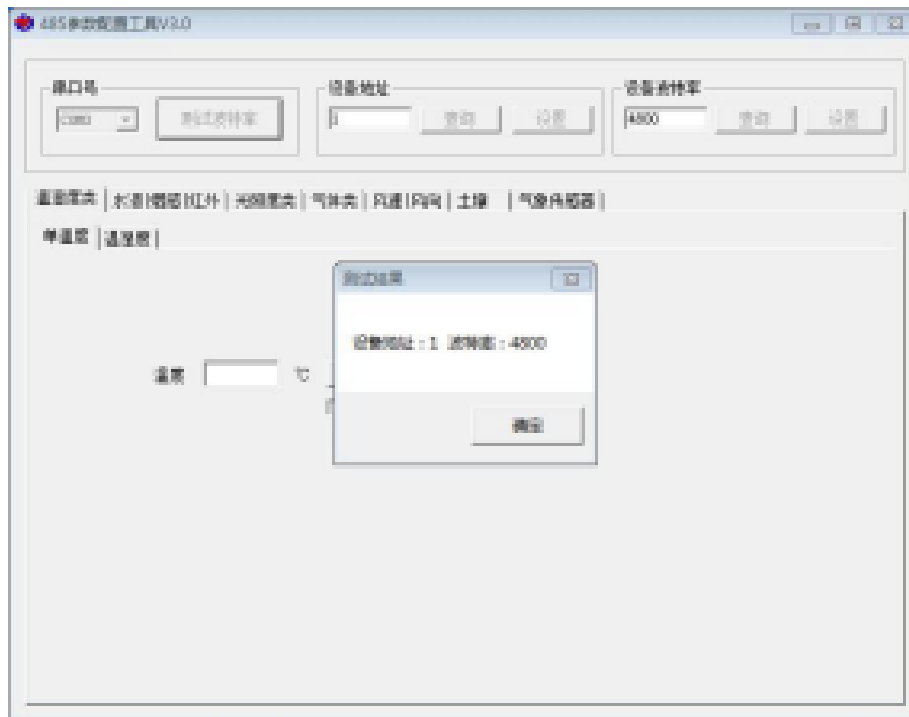 485参数配置工具V3.0
串口号
设备地址
设备波特率
测试波特率
1
查询
设置
4800
查询
设置
温湿度类
水浸|烟感|红外
光照度类
气体类
风速|风向
土壤
气象传感器
单温度
温湿度
测试结果
设备地址:1 波特率:4800
温度
℃
确定